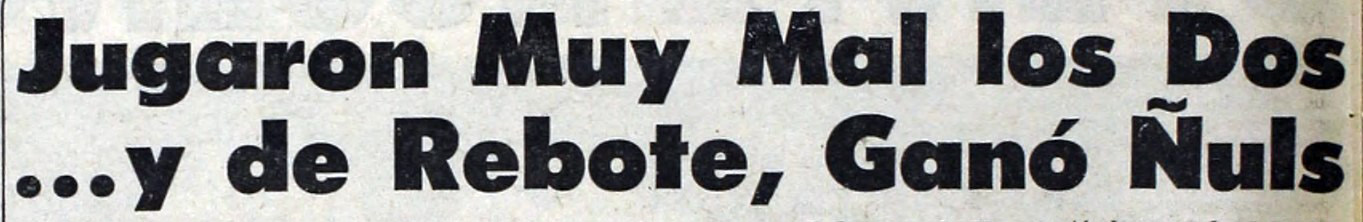 Jugaron Muy Mal los Dos
...y de Rebote, Ganó Ñuls